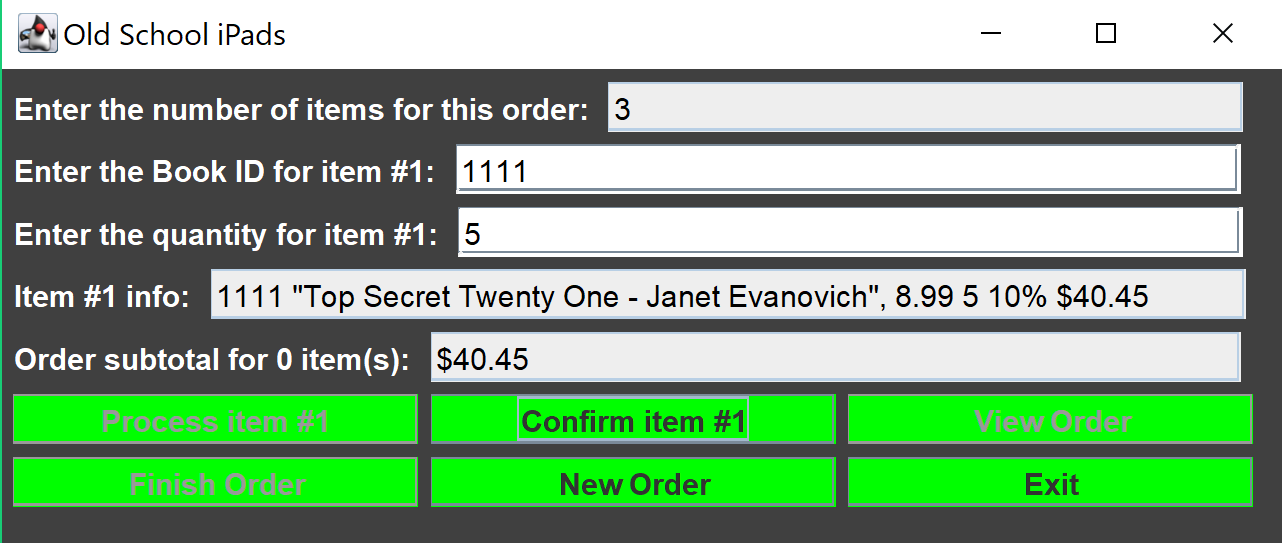 Old School iPads
Enter the number of items for this order: 3
Enter the Book ID for item #1: 1111
Enter the quantity for item #1: 5
Item #1 info: 1111 "Top Secret Twenty One - Janet Evanovich", 8.99 5 10% $40.45
Order subtotal for 0 item(s): $40.45
Process item #1 Confirm item #1 View Order
Finish Order New Order Exit